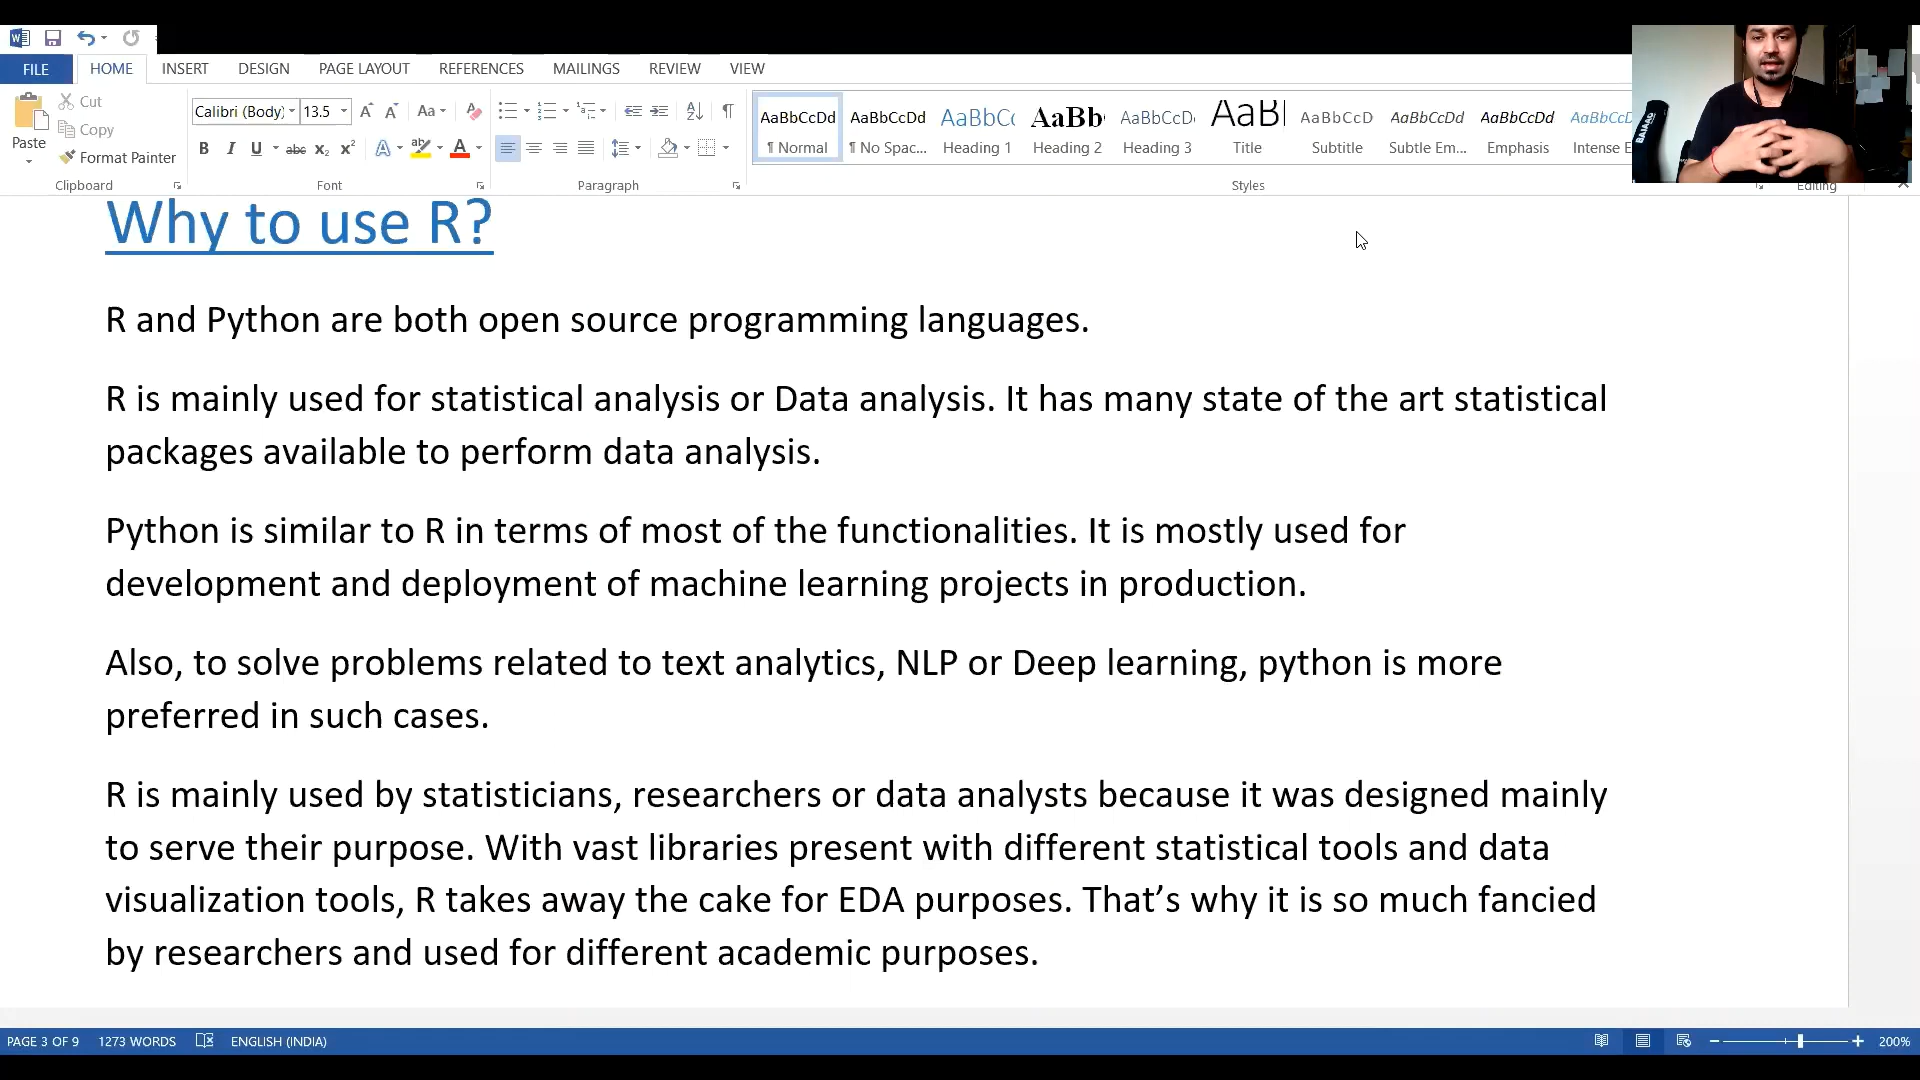 FILE
HOME
INSERT
DESIGN
PAGE LAYOUT
REFERENCES
MAILINGS
REVIEW
VIEW
Paste
Cut
Copy
Format Painter
Clipboard
Calibri (Body)
13.5
Font
Paragraph
AaBbCcDd
¶ Normal
AaBbCcDd
¶ No Spac...
AaBbCc
Heading 1
AaBb
Heading 2
AaBbCcD
Heading 3
AaB
Title
AaBbCcD
Subtitle
AaBbCcDd
Subtle Em...
AaBbCcDd
Emphasis
AaBbCcD
Intense E
Styles
Editing
Why to use R?
R and Python are both open source programming languages.
R is mainly used for statistical analysis or Data analysis. It has many state of the art statistical
packages available to perform data analysis.
Python is similar to R in terms of most of the functionalities. It is mostly used for
development and deployment of machine learning projects in production.
Also, to solve problems related to text analytics, NLP or Deep learning, python is more
preferred in such cases.
R is mainly used by statisticians, researchers or data analysts because it was designed mainly
to serve their purpose. With vast libraries present with different statistical tools and data
visualization tools, R takes away the cake for EDA purposes. That’s why it is so much fancied
by researchers and used for different academic purposes.
PAGE 3 OF 9
1273 WORDS
ENGLISH (INDIA)
200%